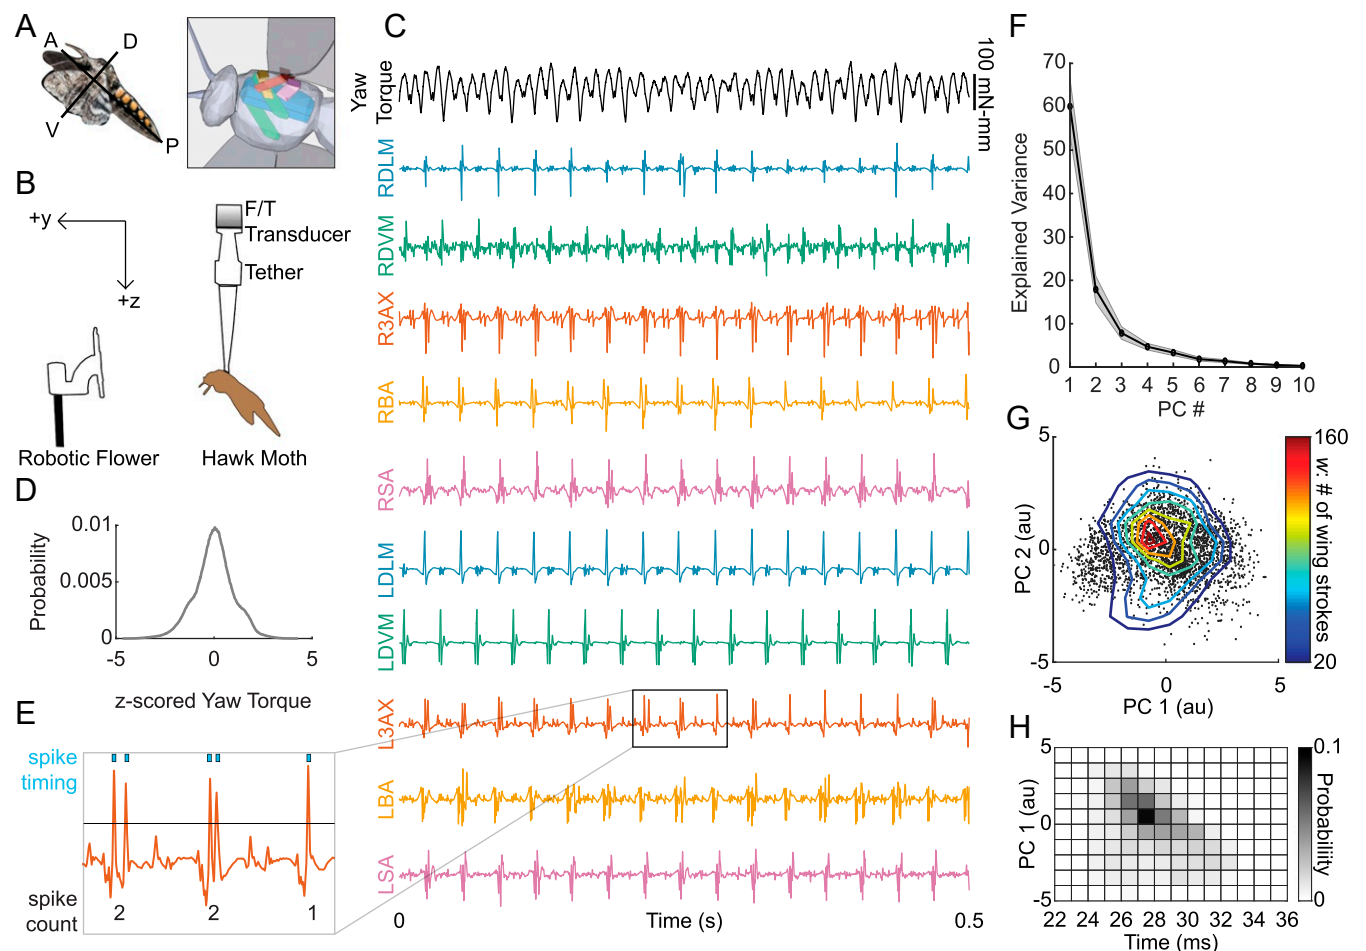 A
A
D
V
P
B
+y
+z
F/T
Transducer
Tether
Robotic Flower
Hawk Moth
C
Yaw
Torque
100 mN-mm
RDLM
RDVM
R3AX
RBA
RSA
LDLM
LDVM
L3AX
LBA
LSA
0
Time (s)
0.5
D
Probability
0.01
0.005
0
-5
0
5
z-scored Yaw Torque
E
spike
timing
spike
count
2
2
1
F
Explained Variance
70
60
50
40
30
20
10
0
1 2 3 4 5 6 7 8 9 10
PC #
G
PC 2 (au)
5
0
-5
-5
0
5
PC 1 (au)
160
w: # of wing strokes
20
H
PC 1 (au)
5
0
-5
22 24 26 28 30 32 34 36
Time (ms)
0.1
Probability
0